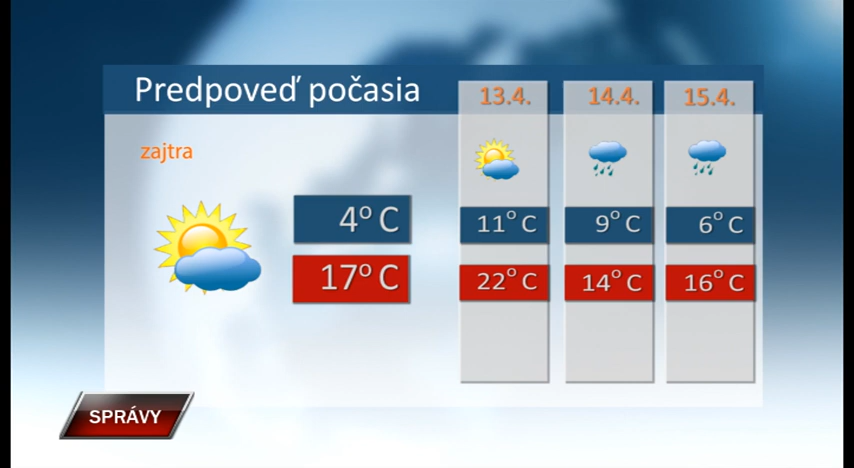 Predpoveď počasia
zajtra
4° C
17° C
13.4. 14.4. 15.4.
11° C 9° C 6° C
22° C 14° C 16° C
SPRÁVY